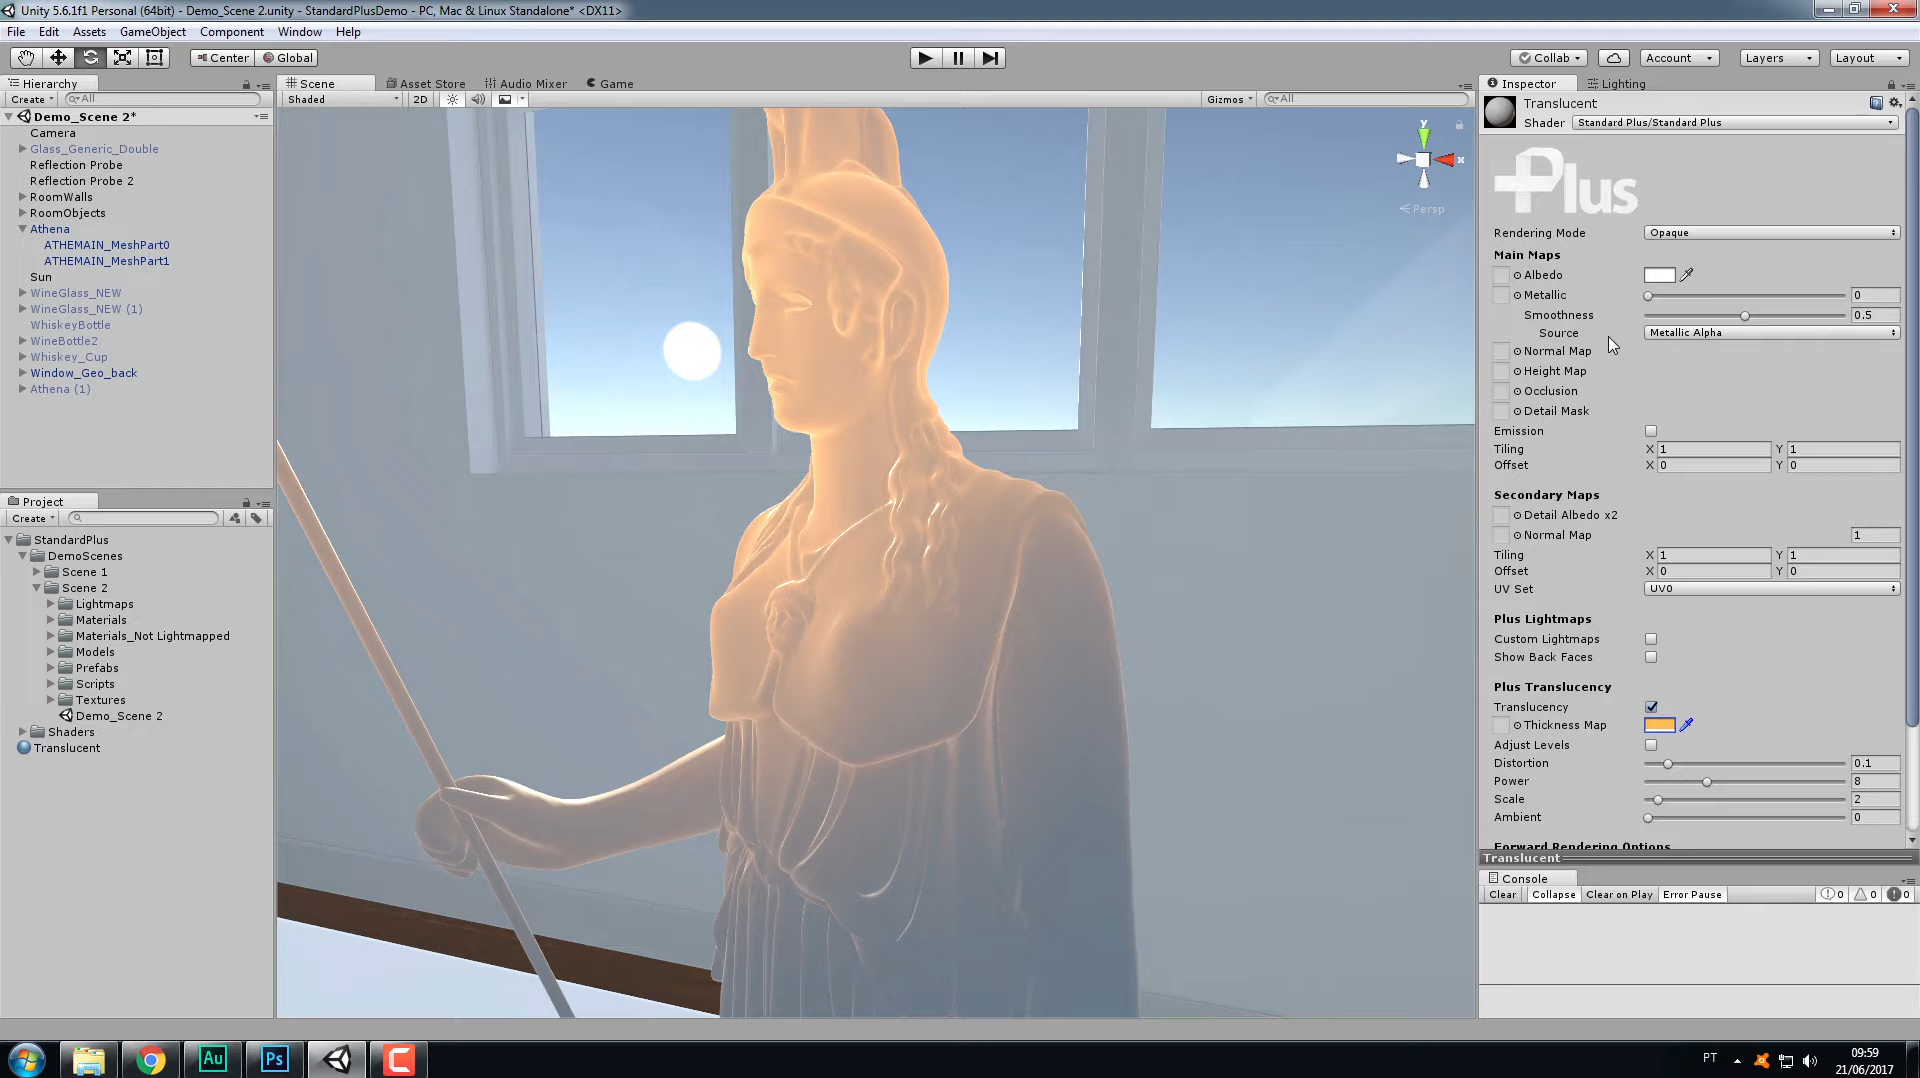 Unity 5.6.1f1 Personal (64bit) - Demo_Scene 2.unity - StandardPlusDemo - PC, Mac & Linux Standalone* <DX11>
File Edit Assets GameObject Component Window Help
Center Global Collab Account Layers Layout
Hierarchy
Create All
Demo_Scene 2*
Camera
Glass_Generic_Double
Reflection Probe
Reflection Probe 2
RoomWalls
RoomObjects
Athena
ATHEMAIN_MeshPart0
ATHEMAIN_MeshPart1
Sun
WineGlass_NEW
WineGlass_NEW (1)
WhiskeyBottle
WineBottle2
Whiskey_Cup
Window_Geo_back
Athena (1)
Project
Create
StandardPlus
DemoScenes
Scene 1
Scene 2
Lightmaps
Materials
Materials_Not Lightmapped
Models
Prefabs
Scripts
Textures
Demo_Scene 2
Shaders
Translucent
Scene Asset Store Audio Mixer Game
Shaded 2D Gizmos All
y
x
Persp
Inspector Lighting
Translucent
Shader Standard Plus/Standard Plus
Plus
Rendering Mode Opaque
Main Maps
Albedo
Metallic 0
Smoothness 0.5
Source Metallic Alpha
Normal Map
Height Map
Occlusion
Detail Mask
Emission
Tiling X 1 Y 1
Offset X 0 Y 0
Secondary Maps
Detail Albedo x2
Normal Map 1
Tiling X 1 Y 1
Offset X 0 Y 0
UV Set UV0
Plus Lightmaps
Custom Lightmaps
Show Back Faces
Plus Translucency
Translucency
Thickness Map
Adjust Levels
Distortion 0.1
Power 8
Scale 2
Ambient 0
Forward Rendering Options
Translucent
Console
Clear Collapse Clear on Play Error Pause 0 0 0
Au Ps C
PT
09:59
21/06/2017